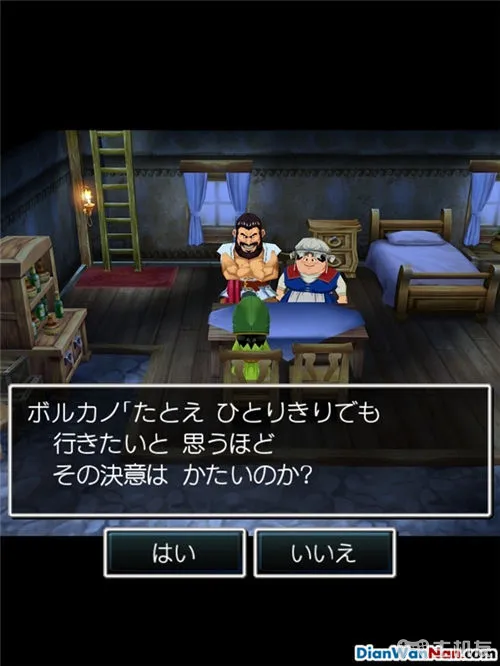 ボルカノ「たとえ ひとりきりでも
行きたいと 思うほど
その決意は かたいのか?
はい
いいえ
DianWanNan.com